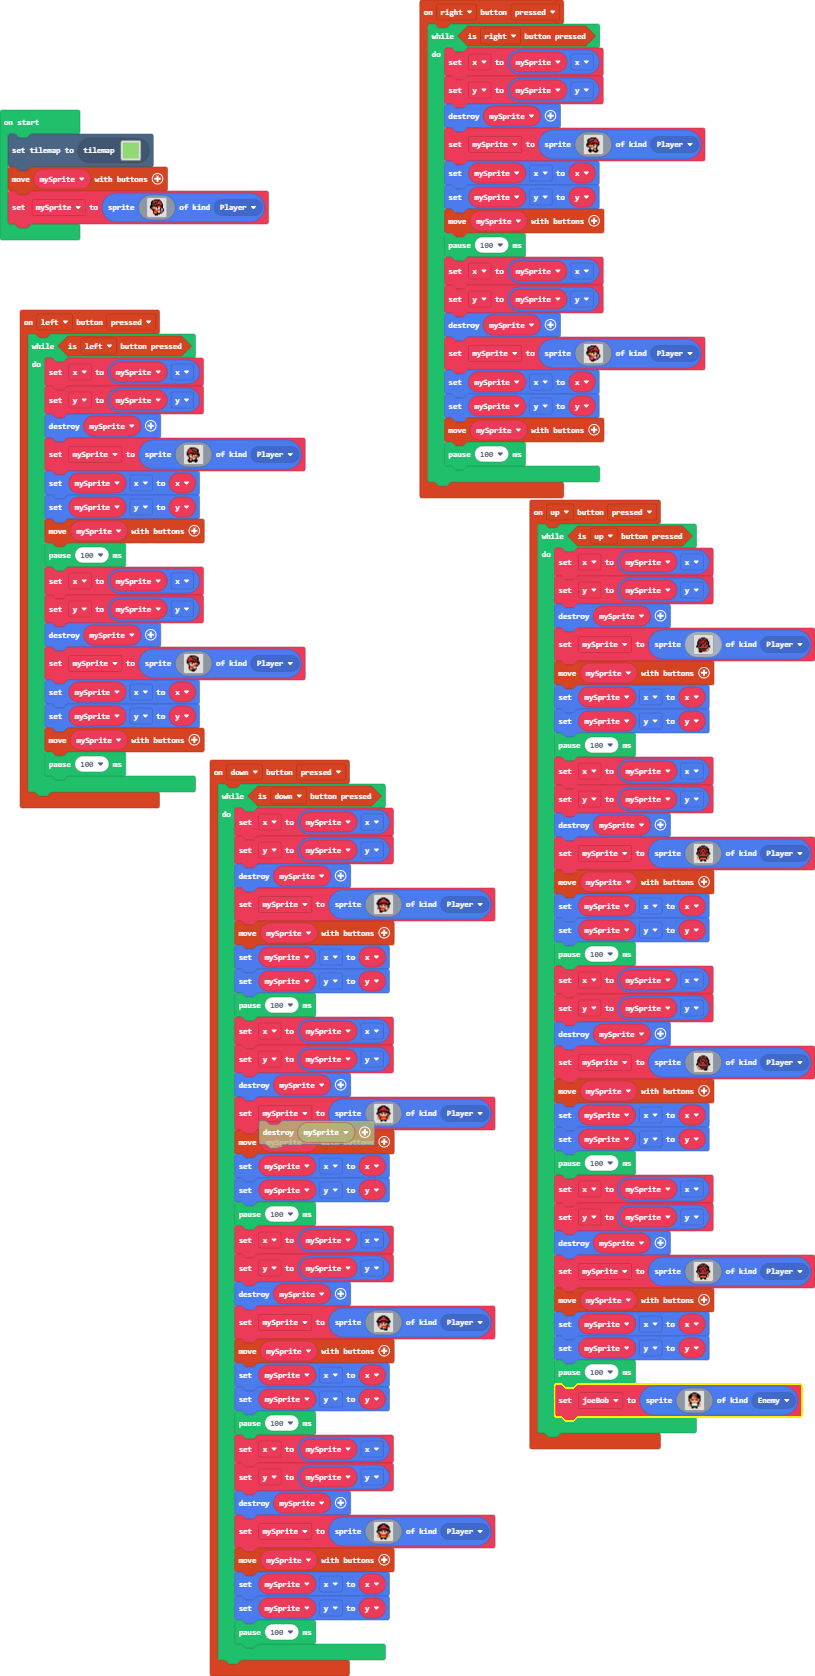 on start
set tilemap to tilemap
move mySprite with buttons
set mySprite to sprite of kind Player
on left button pressed
while is left button pressed
do
set x to mySprite x
set y to mySprite y
destroy mySprite
set mySprite to sprite of kind Player
set mySprite x to x
set mySprite y to y
move mySprite with buttons
pause 100 ms
set x to mySprite x
set y to mySprite y
destroy mySprite
set mySprite to sprite of kind Player
set mySprite x to x
set mySprite y to y
move mySprite with buttons
pause 100 ms
on right button pressed
while is right button pressed
do
set x to mySprite x
set y to mySprite y
destroy mySprite
set mySprite to sprite of kind Player
set mySprite x to x
set mySprite y to y
move mySprite with buttons
pause 100 ms
set x to mySprite x
set y to mySprite y
destroy mySprite
set mySprite to sprite of kind Player
set mySprite x to x
set mySprite y to y
move mySprite with buttons
pause 100 ms
on down button pressed
while is down button pressed
do
set x to mySprite x
set y to mySprite y
destroy mySprite
set mySprite to sprite of kind Player
move mySprite with buttons
set mySprite x to x
set mySprite y to y
pause 100 ms
set x to mySprite x
set y to mySprite y
destroy mySprite
set mySprite to sprite of kind Player
destroy mySprite
move mySprite with buttons
set mySprite x to x
set mySprite y to y
pause 100 ms
set x to mySprite x
set y to mySprite y
destroy mySprite
set mySprite to sprite of kind Player
move mySprite with buttons
set mySprite x to x
set mySprite y to y
pause 100 ms
set x to mySprite x
set y to mySprite y
destroy mySprite
set mySprite to sprite of kind Player
move mySprite with buttons
set mySprite x to x
set mySprite y to y
pause 100 ms
on up button pressed
while is up button pressed
do
set x to mySprite x
set y to mySprite y
destroy mySprite
set mySprite to sprite of kind Player
move mySprite with buttons
set mySprite x to x
set mySprite y to y
pause 100 ms
set x to mySprite x
set y to mySprite y
destroy mySprite
set mySprite to sprite of kind Player
move mySprite with buttons
set mySprite x to x
set mySprite y to y
pause 100 ms
set x to mySprite x
set y to mySprite y
destroy mySprite
set mySprite to sprite of kind Player
move mySprite with buttons
set mySprite x to x
set mySprite y to y
pause 100 ms
set x to mySprite x
set y to mySprite y
destroy mySprite
set mySprite to sprite of kind Player
move mySprite with buttons
set mySprite x to x
set mySprite y to y
pause 100 ms
set joeBob to sprite of kind Enemy